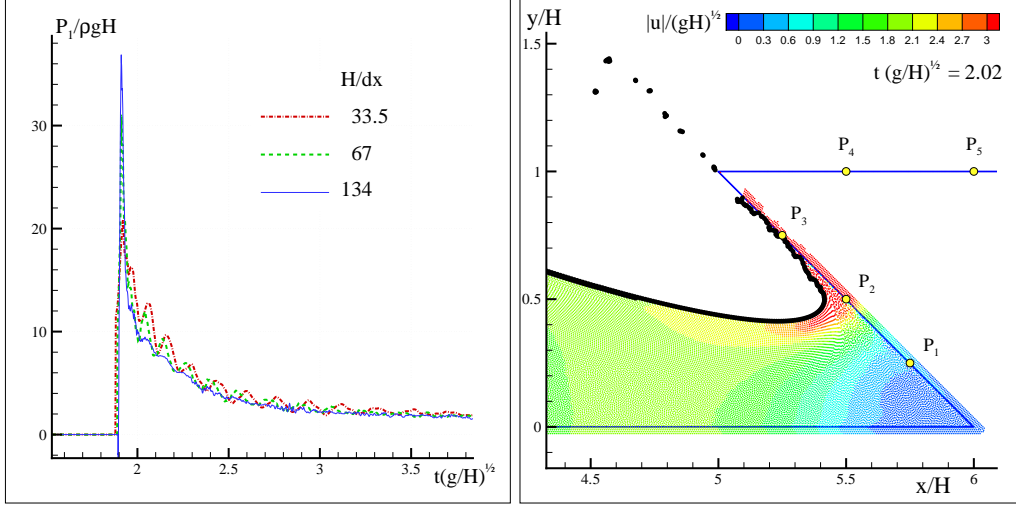 P₁/ρgH
30
20
10
0
2
2.5
3
3.5
t(g/H)^½
H/dx
33.5
67
134
y/H
|u|/(gH)^½
0 0.3 0.6 0.9 1.2 1.5 1.8 2.1 2.4 2.7 3
t (g/H)^½ = 2.02
1.5
1
0.5
0
P₄
P₅
P₃
P₂
P₁
4.5
5
5.5
6
x/H